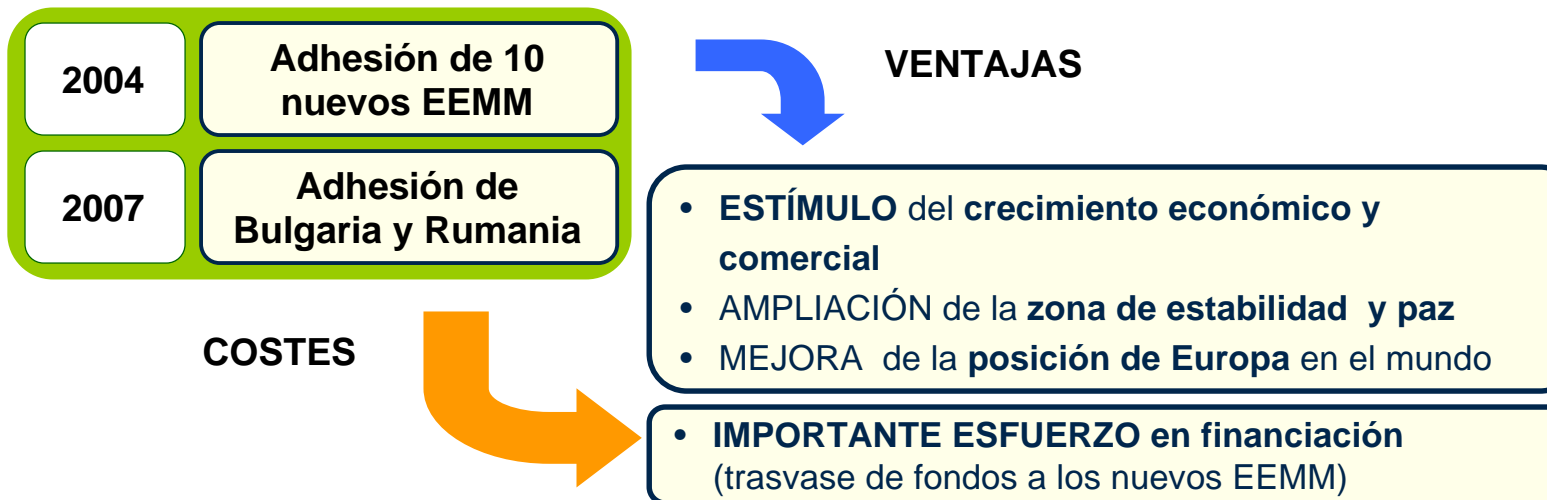 2004
Adhesión de 10
nuevos EEMM
2007
Adhesión de
Bulgaria y Rumania
VENTAJAS
• ESTÍMULO del crecimiento económico y
comercial
• AMPLIACIÓN de la zona de estabilidad y paz
• MEJORA de la posición de Europa en el mundo
COSTES
• IMPORTANTE ESFUERZO en financiación
(trasvase de fondos a los nuevos EEMM)